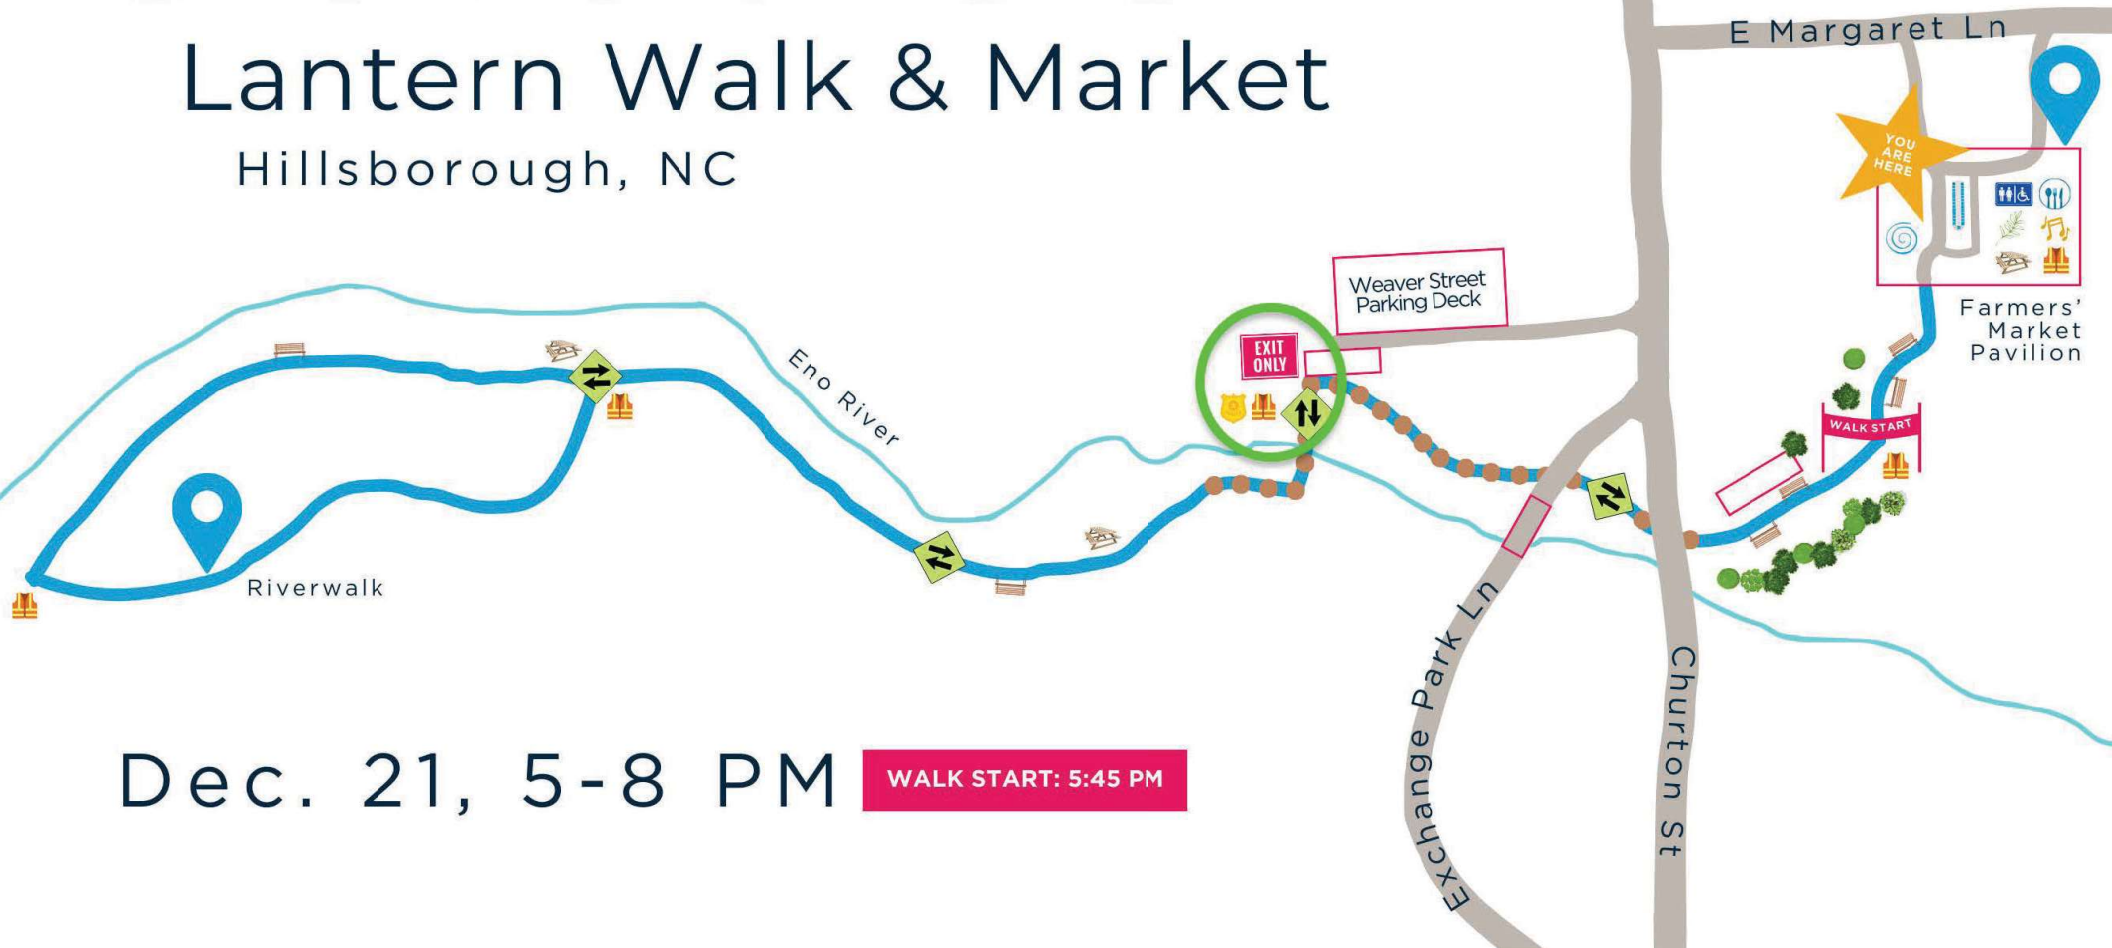 Lantern Walk & Market
Hillsborough, NC
E Margaret Ln
YOU
ARE
HERE
Weaver Street
Parking Deck
EXIT
ONLY
Farmers’
Market
Pavilion
Eno River
WALK START
Riverwalk
Exchange Park Ln
Churton St
Dec. 21, 5-8 PM
WALK START: 5:45 PM